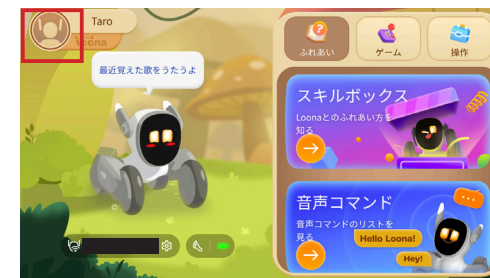 Taro
Loona
最近覚えた歌をうたうよ
ふれあい
ゲーム
操作
スキルボックス
Loonaとのふれあい方を
知る
音声コマンド
音声コマンドのリストを
見る
Hello Loona!
Hey!